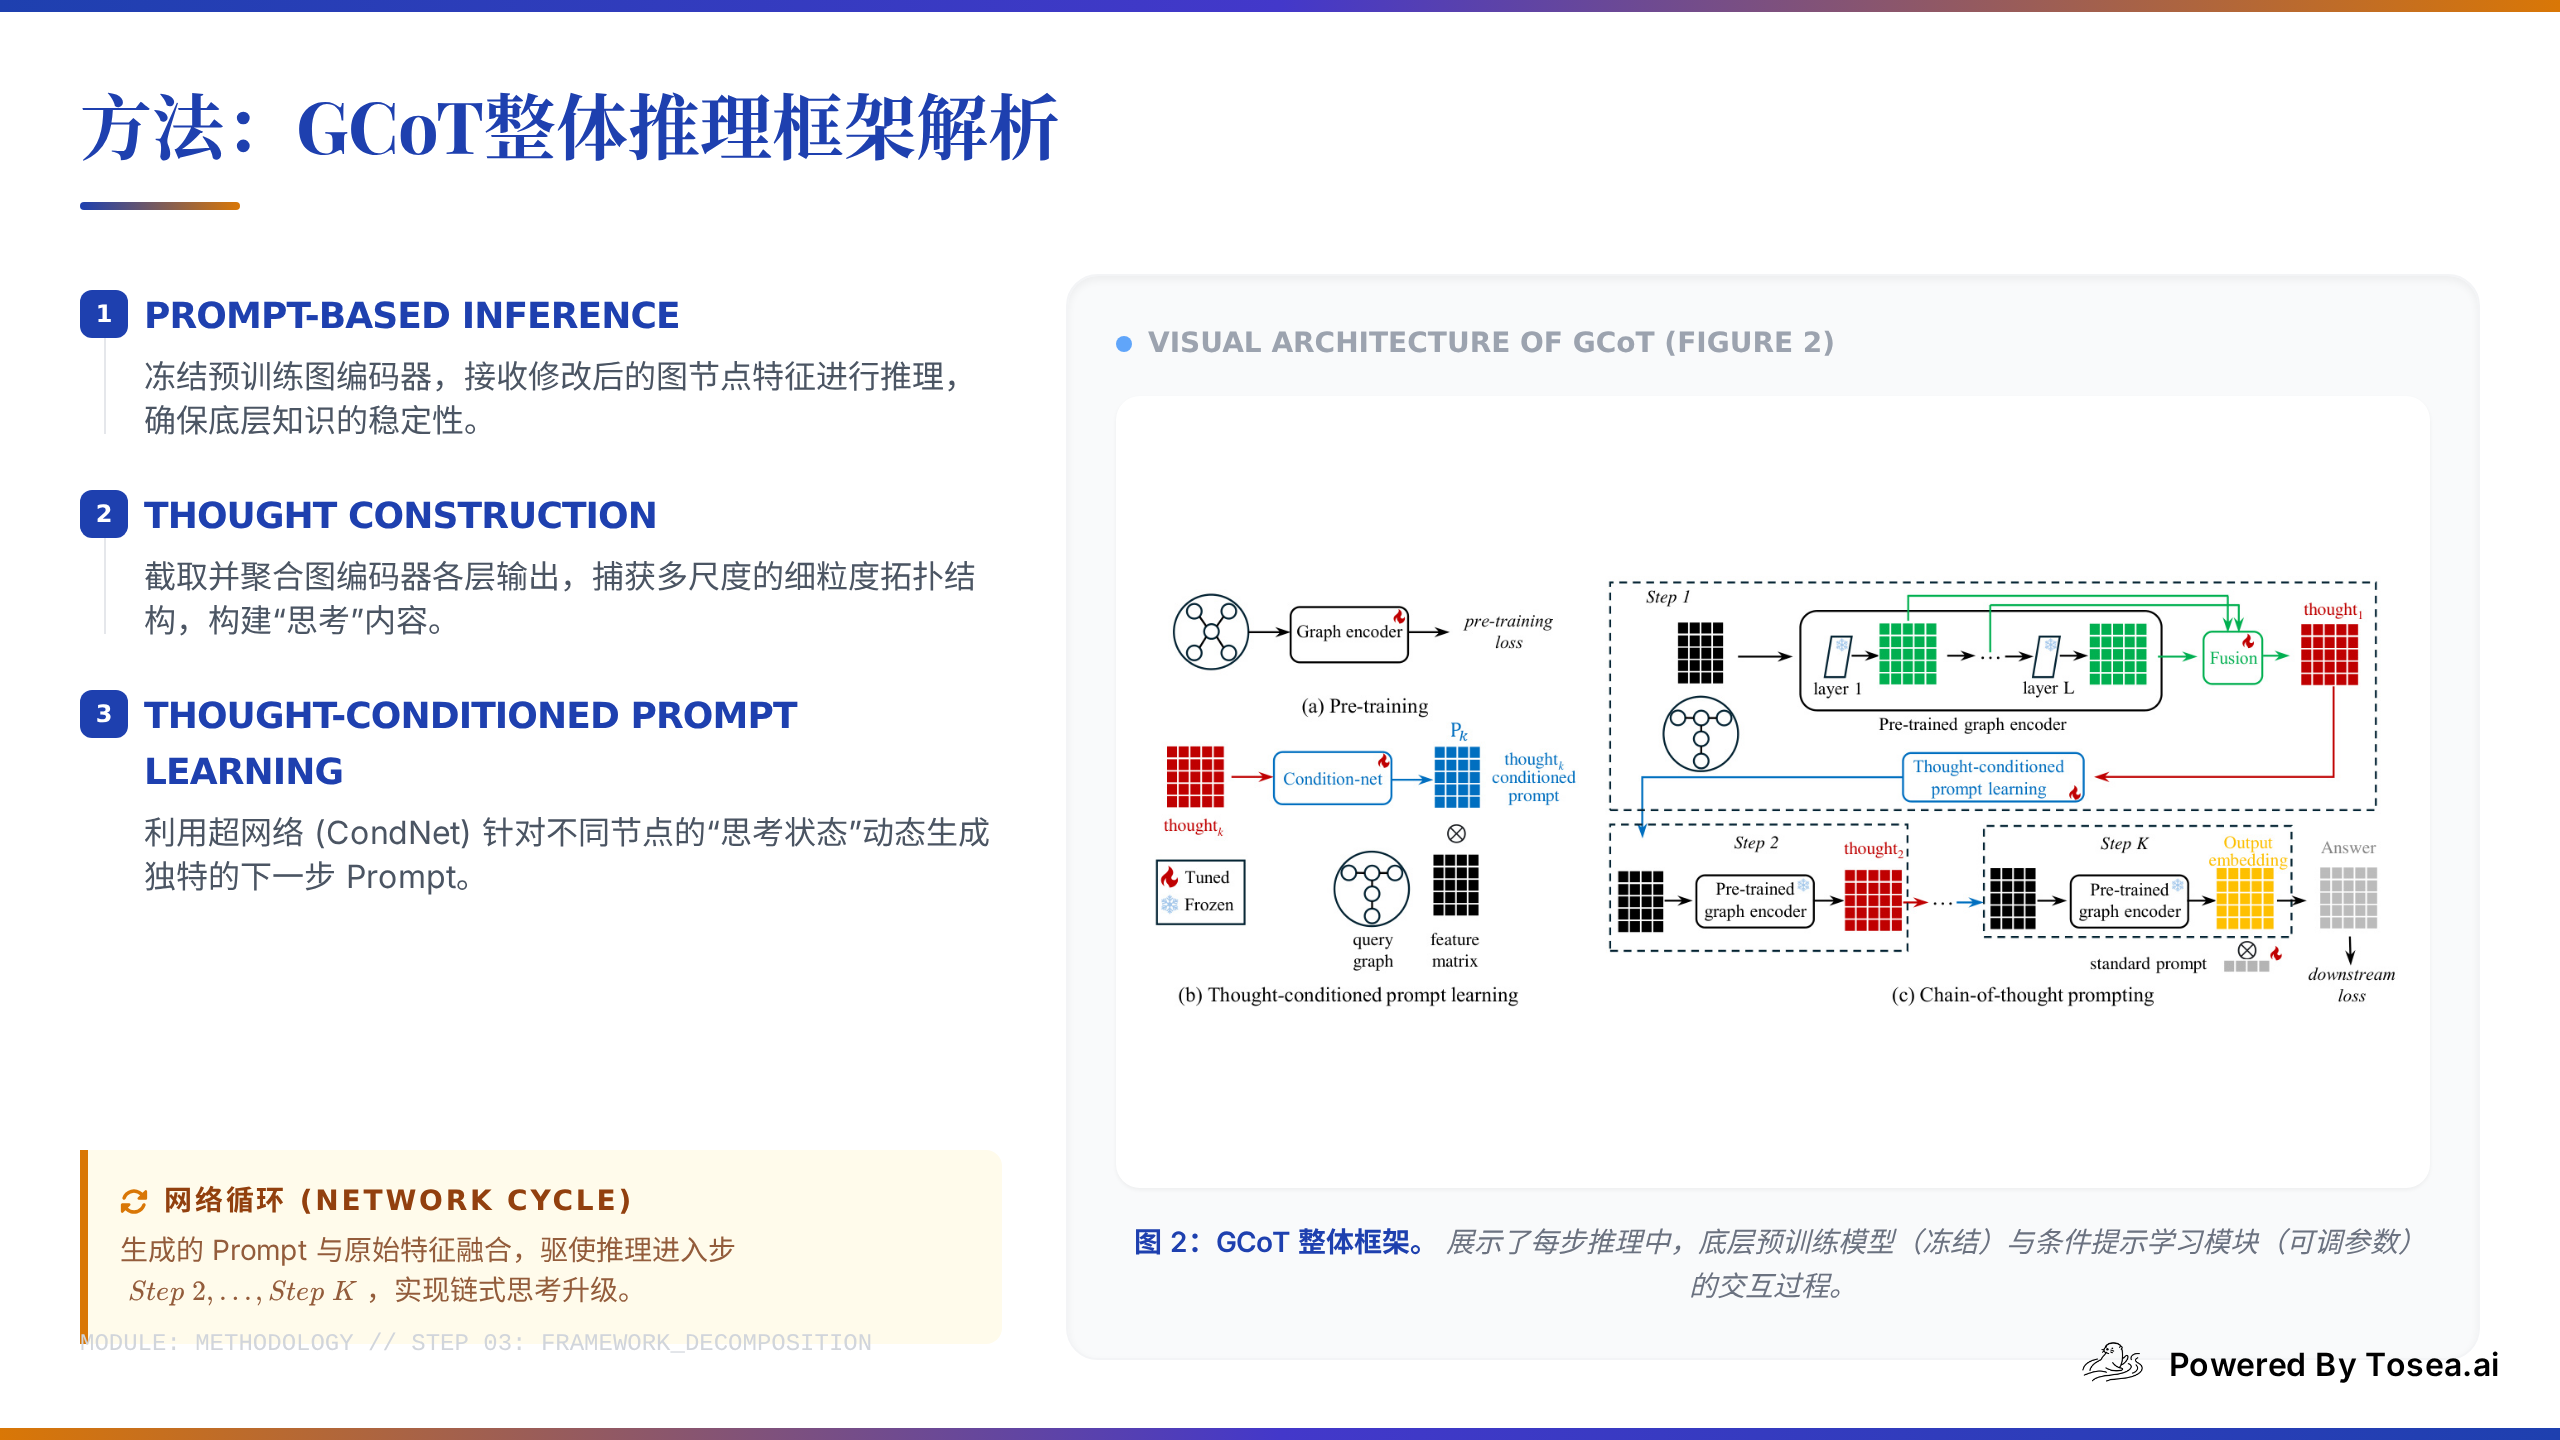 方法：GCoT整体推理框架解析
1 PROMPT-BASED INFERENCE
冻结预训练图编码器，接收修改后的图节点特征进行推理，
确保底层知识的稳定性。
2 THOUGHT CONSTRUCTION
截取并聚合图编码器各层输出，捕获多尺度的细粒度拓扑结
构，构建“思考”内容。
3 THOUGHT-CONDITIONED PROMPT
LEARNING
利用超网络 (CondNet) 针对不同节点的“思考状态”动态生成
独特的下一步 Prompt。
网络循环 (NETWORK CYCLE)
生成的 Prompt 与原始特征融合，驱使推理进入步
Step 2, . . . , Step K ，实现链式思考升级。
MODULE: METHODOLOGY // STEP 03: FRAMEWORK_DECOMPOSITION
VISUAL ARCHITECTURE OF GCoT (FIGURE 2)
Graph encoder
pre-training
loss
(a) Pre-training
thoughtk
Condition-net
Pk
thoughtk
conditioned
prompt
Tuned
Frozen
query
graph
feature
matrix
(b) Thought-conditioned prompt learning
Step 1
layer 1
...
layer L
Pre-trained graph encoder
Fusion
thought1
Thought-conditioned
prompt learning
Step 2
Pre-trained
graph encoder
thought2
...
Step K
Pre-trained
graph encoder
Output
embedding
Answer
standard prompt
downstream
loss
(c) Chain-of-thought prompting
图 2：GCoT 整体框架。 展示了每步推理中，底层预训练模型（冻结）与条件提示学习模块（可调参数）
的交互过程。
Powered By Tosea.ai